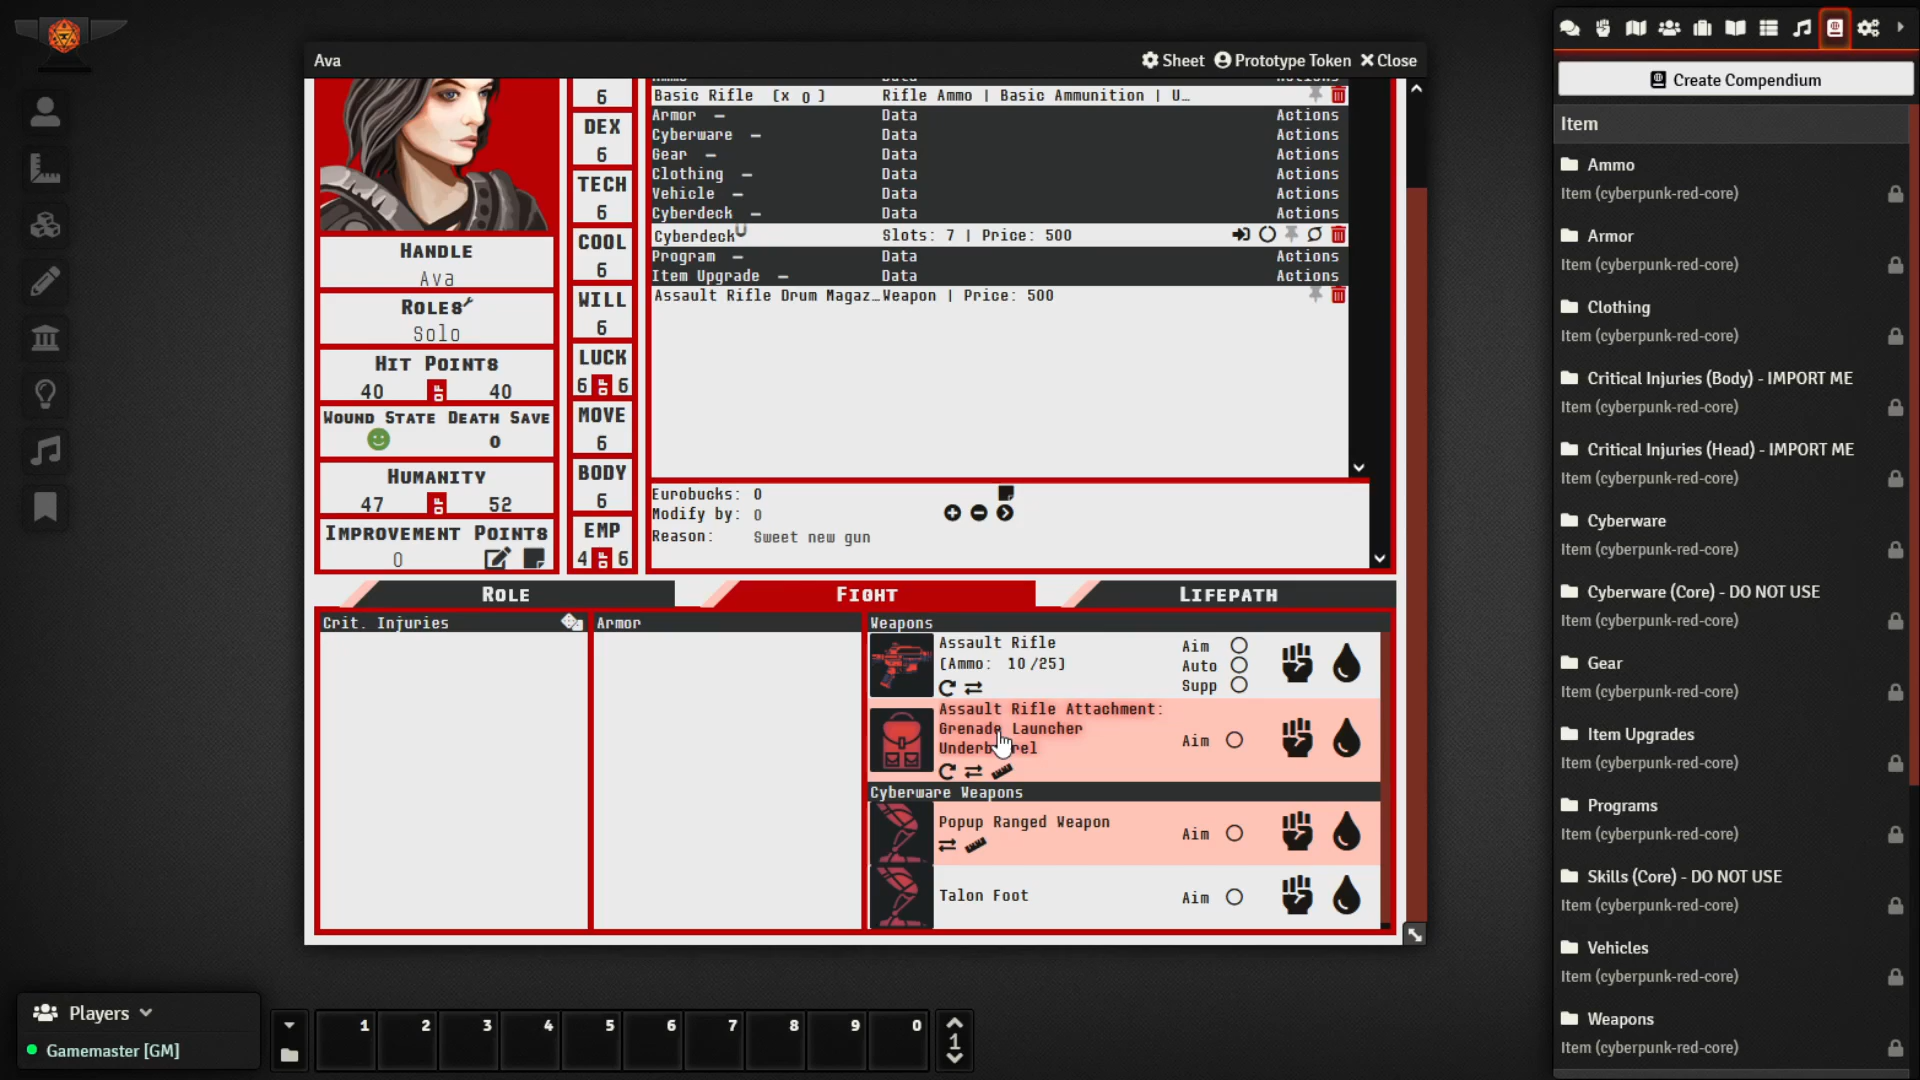 Ava
Sheet Prototype Token Close
Ammo Actions
Basic Rifle (x 0 ) Rifle Ammo | Basic Ammunition | U…
Armor – Data Actions
Cyberware – Data Actions
Gear – Data Actions
Clothing – Data Actions
Vehicle – Data Actions
Cyberdeck – Data Actions
Cyberdeck Slots: 7 | Price: 500
Program – Data Actions
Item Upgrade – Data Actions
Assault Rifle Drum Magaz…Weapon | Price: 500
Eurobucks: 0
Modify by: 0
Reason: Sweet new gun
6
DEX
6
TECH
6
COOL
6
WILL
6
LUCK
6 OF 6
MOVE
6
BODY
6
EMP
4 OF 6
HANDLE
Ava
ROLES
Solo
HIT POINTS
40 OF 40
WOUND STATE DEATH SAVE
0
HUMANITY
47 OF 52
IMPROVEMENT POINTS
0
ROLE FIGHT LIFEPATH
Crit. Injuries
Armor
Weapons
Assault Rifle
(Ammo: 10 /25)
Aim
Auto
Supp
Assault Rifle Attachment:
Grenade Launcher
Aim
Cyberware Weapons
Popup Ranged Weapon
Aim
Talon Foot
Aim
Create Compendium
Item
Ammo
Item (cyberpunk-red-core)
Armor
Item (cyberpunk-red-core)
Clothing
Item (cyberpunk-red-core)
Critical Injuries (Body) - IMPORT ME
Item (cyberpunk-red-core)
Critical Injuries (Head) - IMPORT ME
Item (cyberpunk-red-core)
Cyberware
Item (cyberpunk-red-core)
Cyberware (Core) - DO NOT USE
Item (cyberpunk-red-core)
Gear
Item (cyberpunk-red-core)
Item Upgrades
Item (cyberpunk-red-core)
Programs
Item (cyberpunk-red-core)
Skills (Core) - DO NOT USE
Item (cyberpunk-red-core)
Vehicles
Item (cyberpunk-red-core)
Weapons
Item (cyberpunk-red-core)
Players
Gamemaster [GM]
1 2 3 4 5 6 7 8 9 0
1